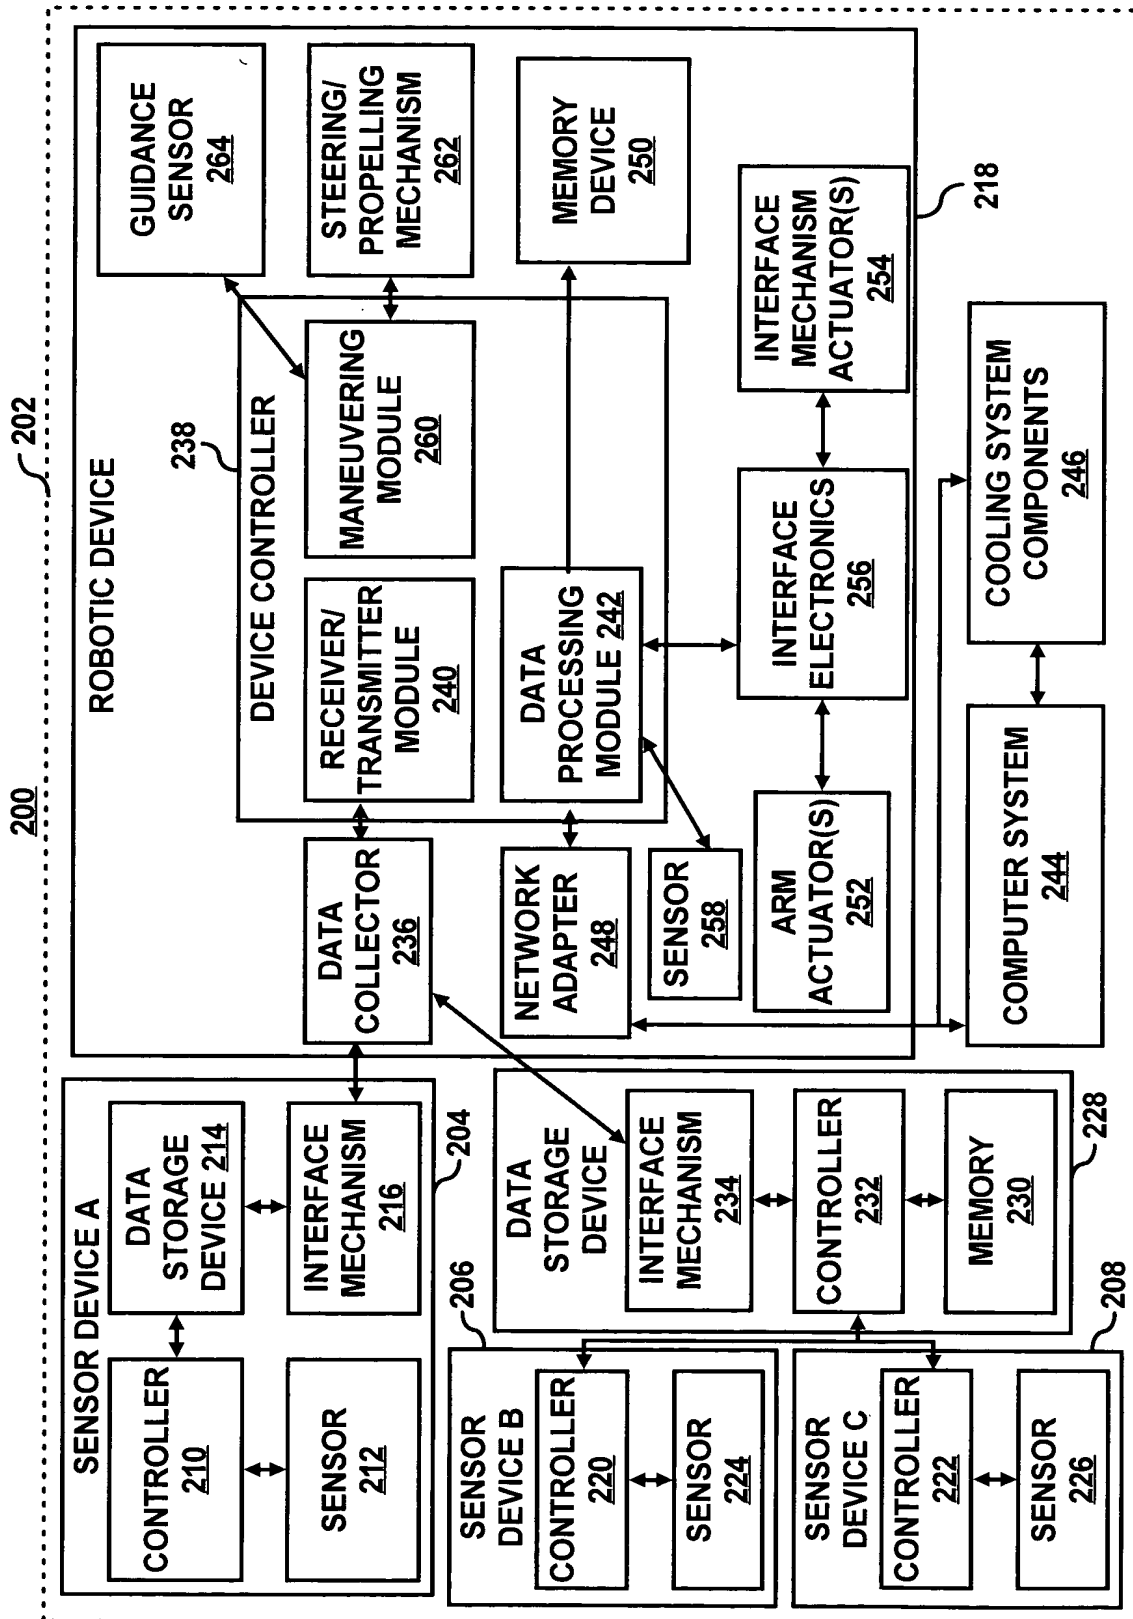 200
202
SENSOR DEVICE A
CONTROLLER
210
DATA
STORAGE
DEVICE 214
SENSOR
212
INTERFACE
MECHANISM
216
204
SENSOR
DEVICE B
206
CONTROLLER
220
SENSOR
224
SENSOR
DEVICE C
208
CONTROLLER
222
SENSOR
226
DATA
STORAGE
DEVICE
INTERFACE
MECHANISM
234
CONTROLLER
232
MEMORY
230
228
ROBOTIC DEVICE
DATA
COLLECTOR
236
DEVICE CONTROLLER
238
RECEIVER/
TRANSMITTER
MODULE
240
MANEUVERING
MODULE
260
GUIDANCE
SENSOR
264
STEERING/
PROPELLING
MECHANISM
262
NETWORK
ADAPTER
248
DATA
PROCESSING
MODULE 242
MEMORY
DEVICE
250
SENSOR
258
ARM
ACTUATOR(S)
252
INTERFACE
ELECTRONICS
256
INTERFACE
MECHANISM
ACTUATOR(S)
254
218
COMPUTER SYSTEM
244
COOLING SYSTEM
COMPONENTS
246